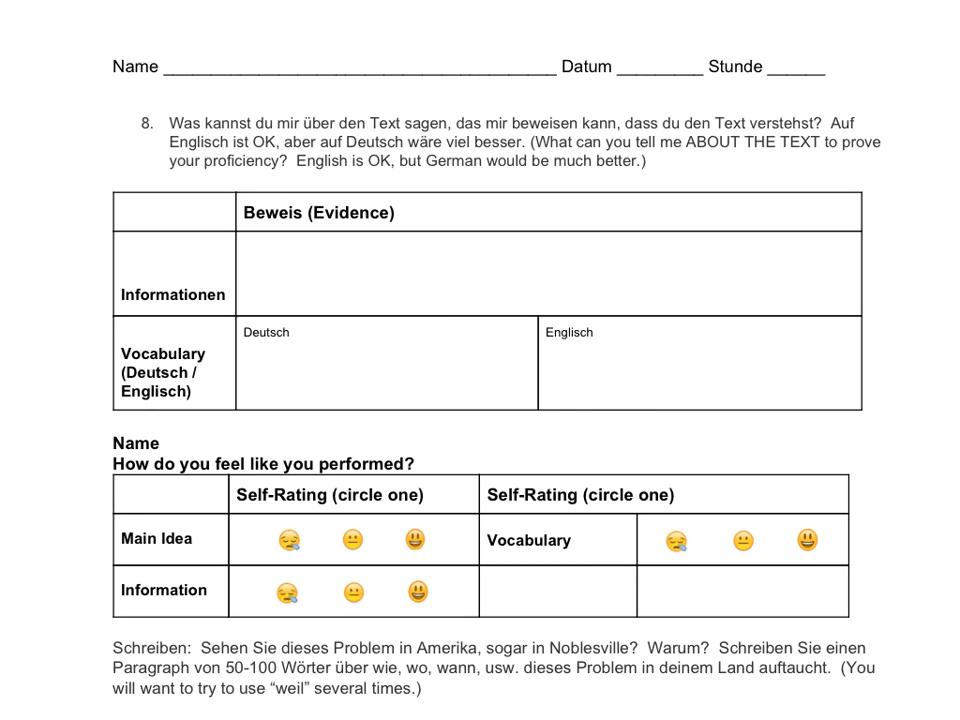 Name _________________________________________ Datum _________ Stunde ______
8. Was kannst du mir über den Text sagen, das mir beweisen kann, dass du den Text verstehst?  Auf
Englisch ist OK, aber auf Deutsch wäre viel besser. (What can you tell me ABOUT THE TEXT to prove
your proficiency?  English is OK, but German would be much better.)
Beweis (Evidence)
Informationen
Vocabulary
(Deutsch /
Englisch)
Deutsch
Englisch
Name
How do you feel like you performed?
Self-Rating (circle one)
Self-Rating (circle one)
Main Idea
Vocabulary
Information
Schreiben:  Sehen Sie dieses Problem in Amerika, sogar in Noblesville?  Warum?  Schreiben Sie einen
Paragraph von 50-100 Wörter über wie, wo, wann, usw. dieses Problem in deinem Land auftaucht.  (You
will want to try to use “weil” several times.)